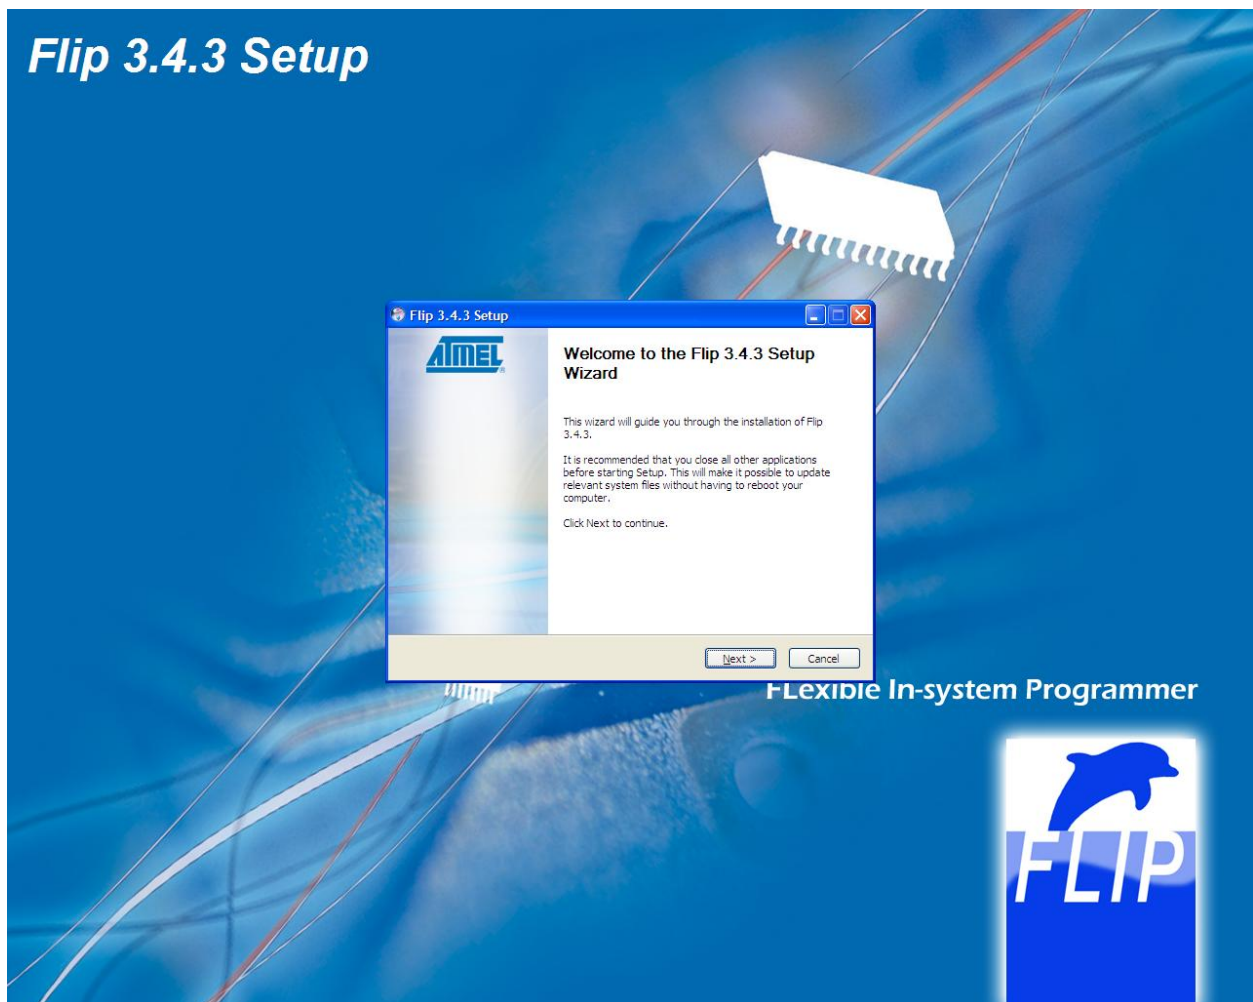 Flip 3.4.3 Setup
Flip 3.4.3 Setup
ATMEL
®
Welcome to the Flip 3.4.3 Setup
Wizard
This wizard will guide you through the installation of Flip
3.4.3.
It is recommended that you close all other applications
before starting Setup. This will make it possible to update
relevant system files without having to reboot your
computer.
Click Next to continue.
Next >
Cancel
FLexible In-system Programmer
FLIP